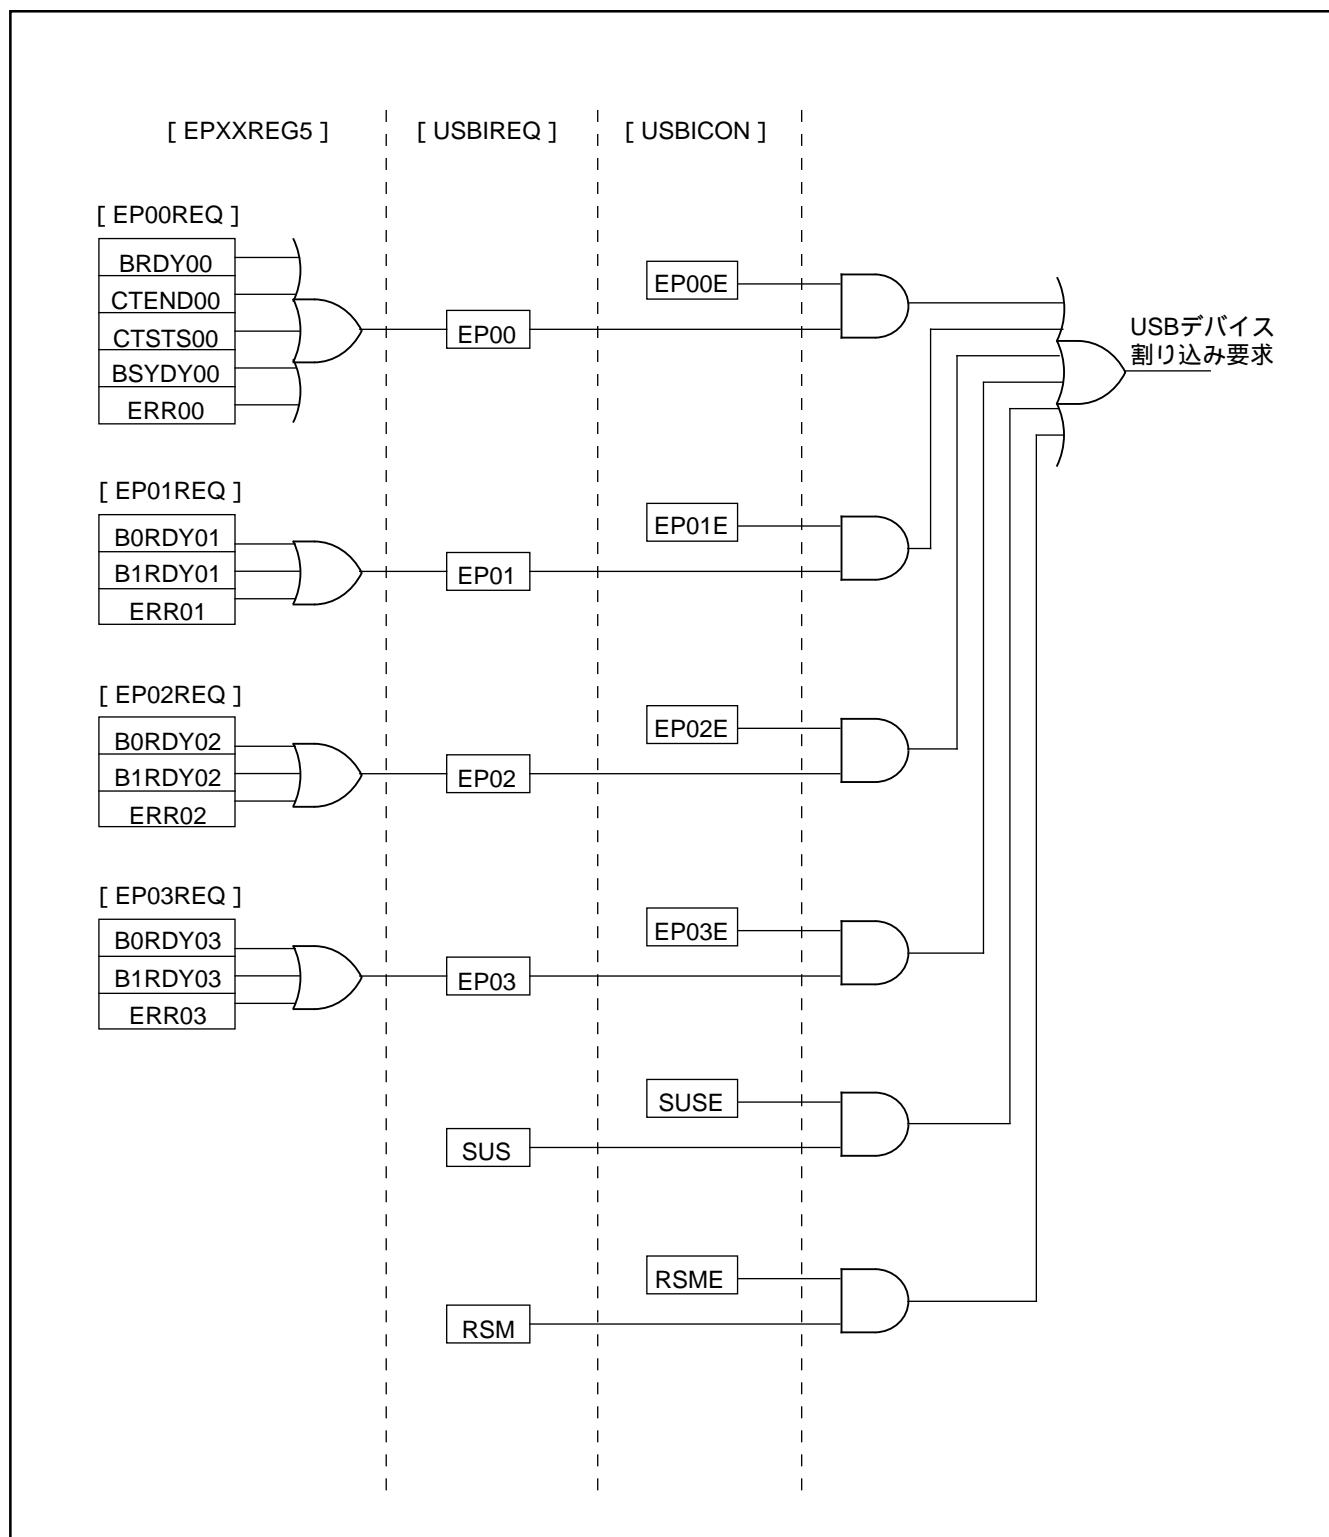 [ EPXXREG5 ]
[ USBIREQ ]
[ USBICON ]
[ EP00REQ ]
BRDY00
CTEND00
CTSTS00
BSYDY00
ERR00
EP00E
EP00
USBデバイス
割り込み要求
[ EP01REQ ]
B0RDY01
B1RDY01
ERR01
EP01E
EP01
[ EP02REQ ]
B0RDY02
B1RDY02
ERR02
EP02E
EP02
[ EP03REQ ]
B0RDY03
B1RDY03
ERR03
EP03E
EP03
SUSE
SUS
RSME
RSM